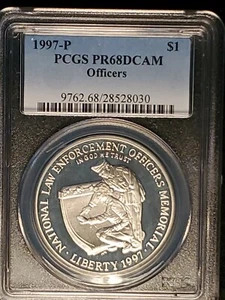 1997-P $1
PCGS PR68DCAM
Officers
9762.68/28528030
NATIONAL LAW ENFORCEMENT OFFICERS MEMORIAL
IN GOD WE TRUST
LIBERTY 1997
PCGS